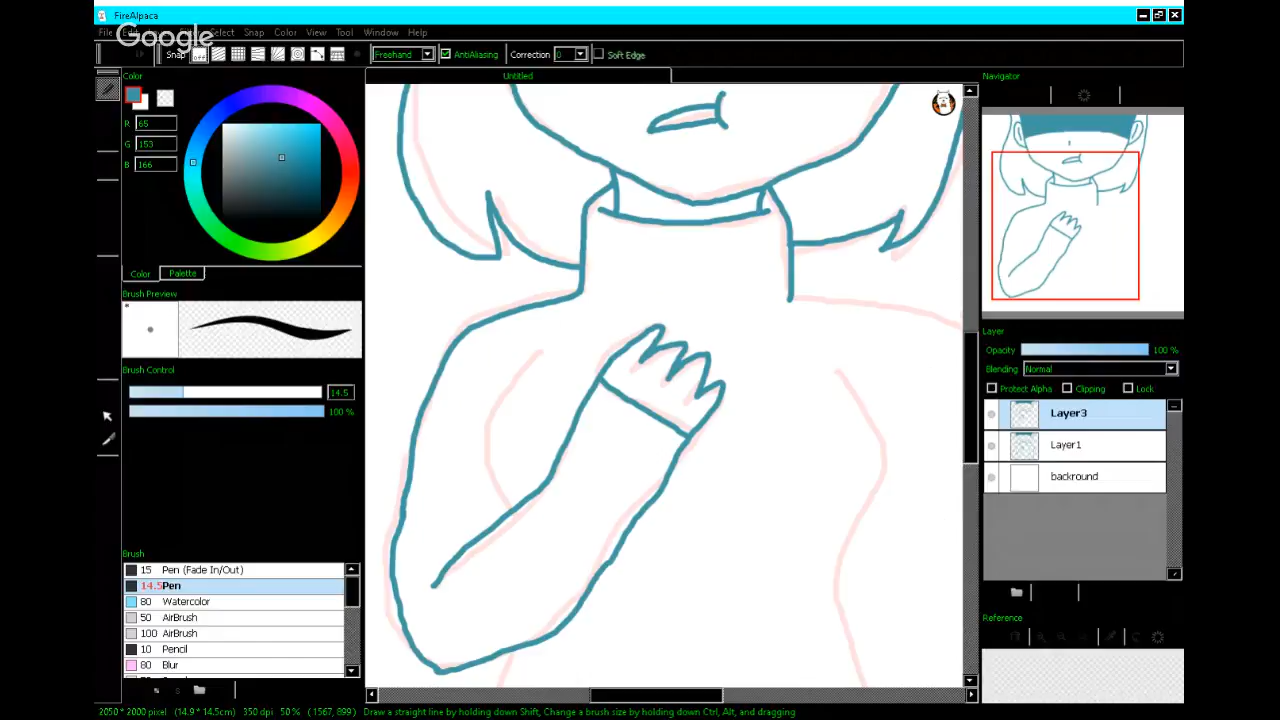 FireAlpaca
Google
File Edit Select Snap Color View Tool Window Help
Snap off Freehand AntiAliasing Correction 0 Soft Edge
Color
Untitled
Navigator
R 65
G 153
B 166
Color Palette
Brush Preview
Brush Control
14.5
100 %
Layer
Opacity 100 %
Blending Normal
Protect Alpha Clipping Lock
Layer3
Layer1
backround
Brush
15 Pen (Fade In/Out)
14.5 Pen
80 Watercolor
50 AirBrush
100 AirBrush
10 Pencil
80 Blur
Reference
2050 * 2000 pixel (14.9 * 14.5cm) 350 dpi 50 % ( 1567, 899 ) Draw a straight line by holding down Shift, Change a brush size by holding down Ctrl, Alt, and dragging